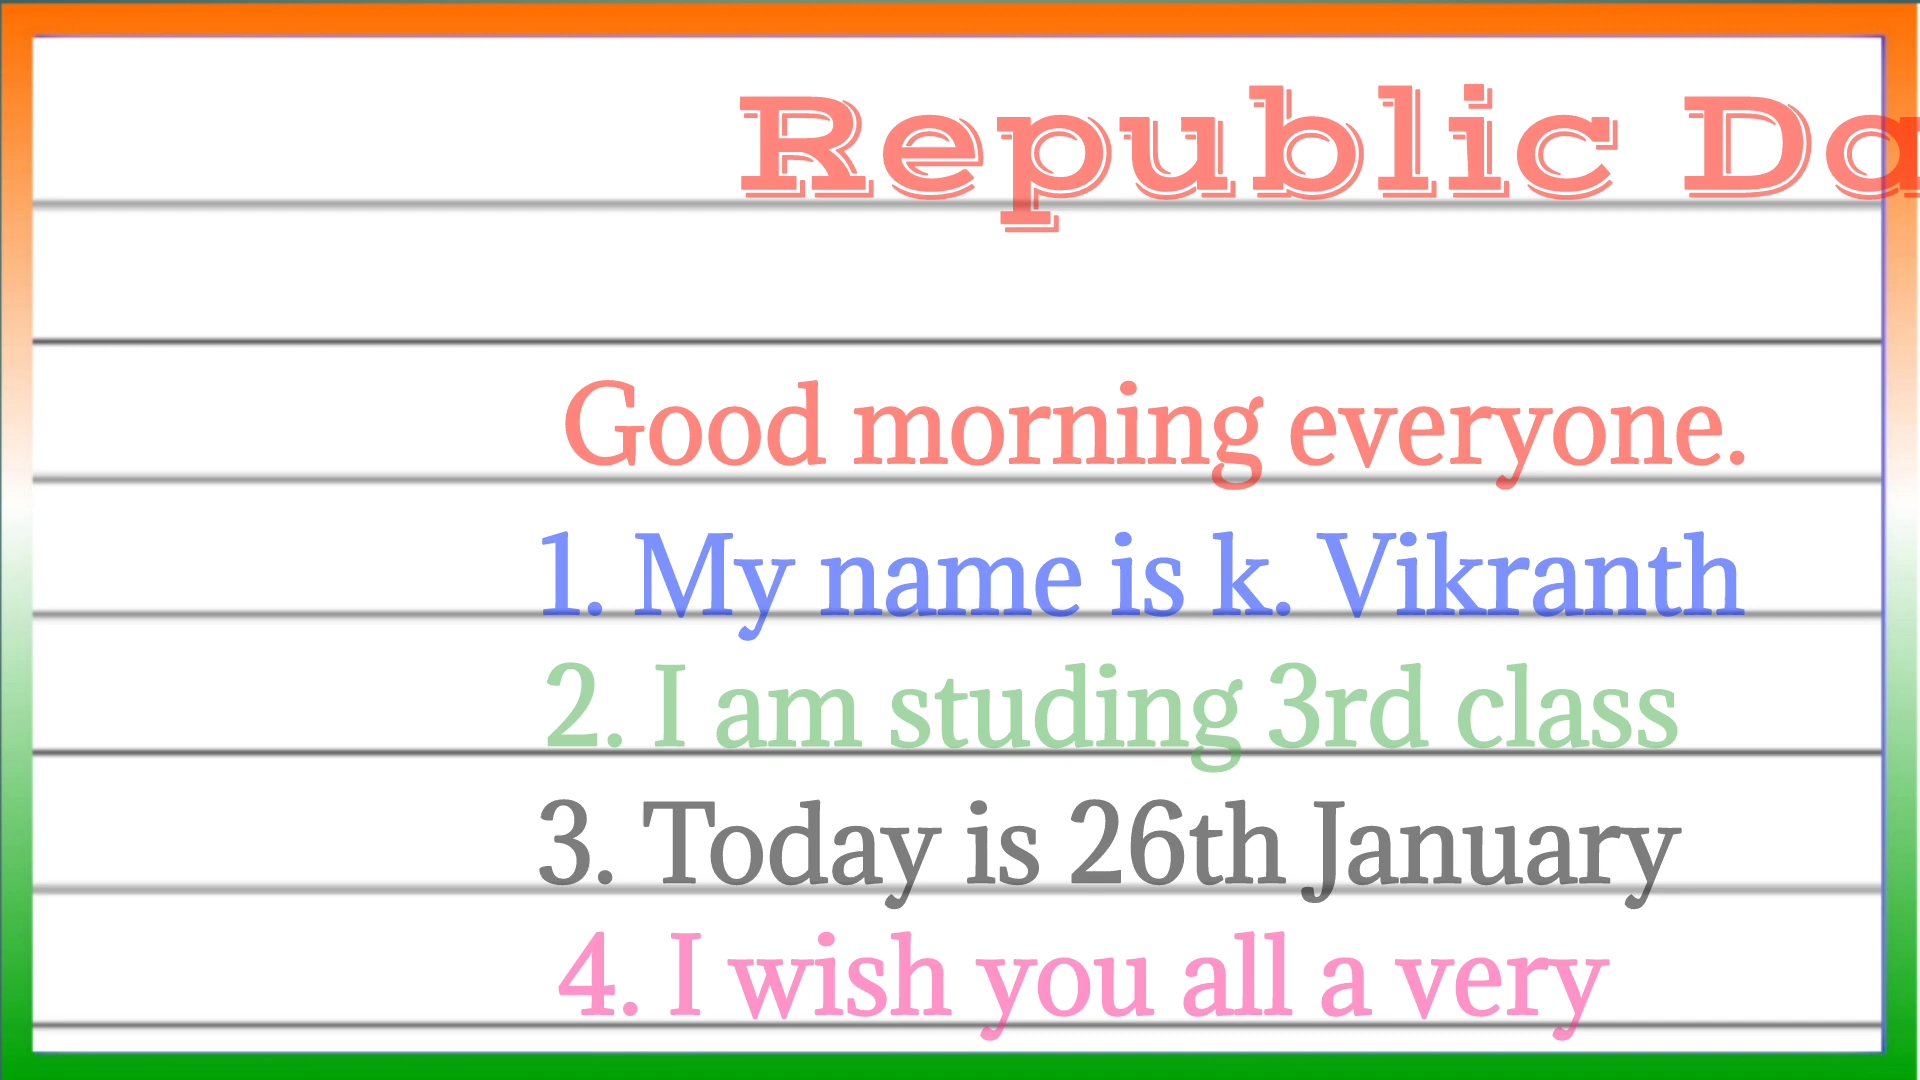 Republic Da
Good morning everyone.
1. My name is k. Vikranth
2. I am studing 3rd class
3. Today is 26th January
4. I wish you all a very